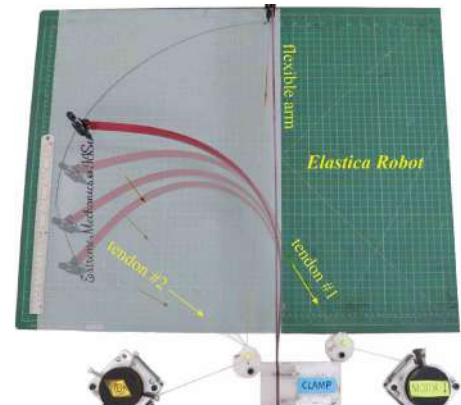 flexible arm
Elastica Robot
Extreme Mechanics
tendon #2
tendon #1
CLAMP